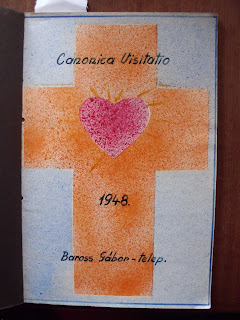 Canonica Visitatio
1948.
Baross Gábor-telep.